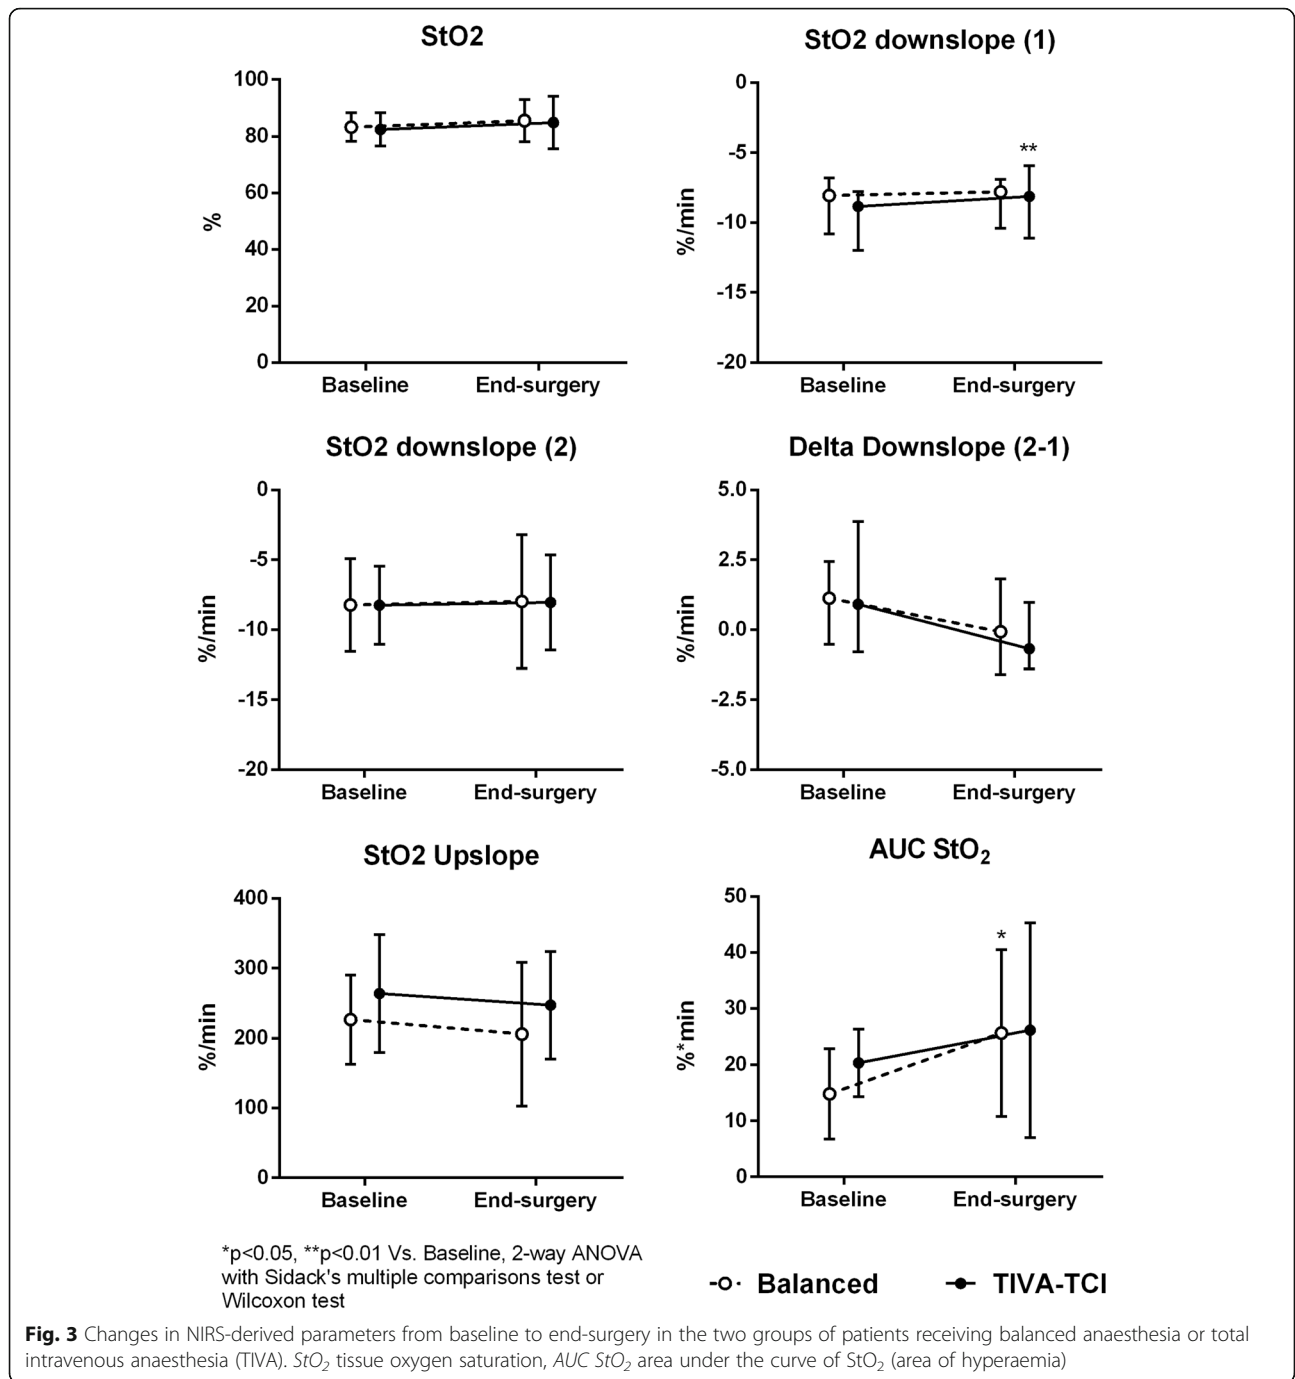 StO2
100
80
60
40
20
0
%
Baseline
End-surgery
StO2 downslope (1)
0
-5
-10
-15
-20
%/min
**
Baseline
End-surgery
StO2 downslope (2)
0
-5
-10
-15
-20
%/min
Baseline
End-surgery
Delta Downslope (2-1)
5.0
2.5
0.0
-2.5
-5.0
%/min
Baseline
End-surgery
StO2 Upslope
400
300
200
100
0
%/min
Baseline
End-surgery
AUC StO2
50
40
30
20
10
0
%*min
*
Baseline
End-surgery
*p<0.05, **p<0.01 Vs. Baseline, 2-way ANOVA
with Sidack's multiple comparisons test or
Wilcoxon test
Balanced
TIVA-TCI
Fig. 3 Changes in NIRS-derived parameters from baseline to end-surgery in the two groups of patients receiving balanced anaesthesia or total
intravenous anaesthesia (TIVA). StO2 tissue oxygen saturation, AUC StO2 area under the curve of StO2 (area of hyperaemia)